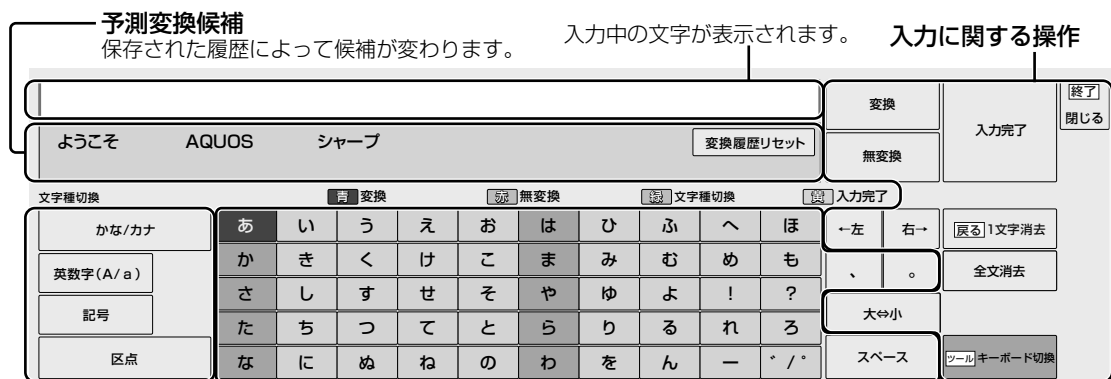 予測変換候補
保存された履歴によって候補が変わります。
入力中の文字が表示されます。
入力に関する操作
変換
入力完了
終了
閉じる
ようこそ AQUOS シャープ 変換履歴リセット
無変換
文字種切換 青 変換 赤 無変換 緑 文字種切換 黄 入力完了
かな/カナ あ い う え お は ひ ふ へ ほ ←左 右→ 戻る 1文字消去
英数字(A/a) か き く け こ ま み む め も 、 。 全文消去
記号 さ し す せ そ や ゆ よ ! ? 大⇔小
た ち つ て と ら り る れ ろ
区点 な に ぬ ね の わ を ん ー ゛/゜ スペース ツール キーボード切換